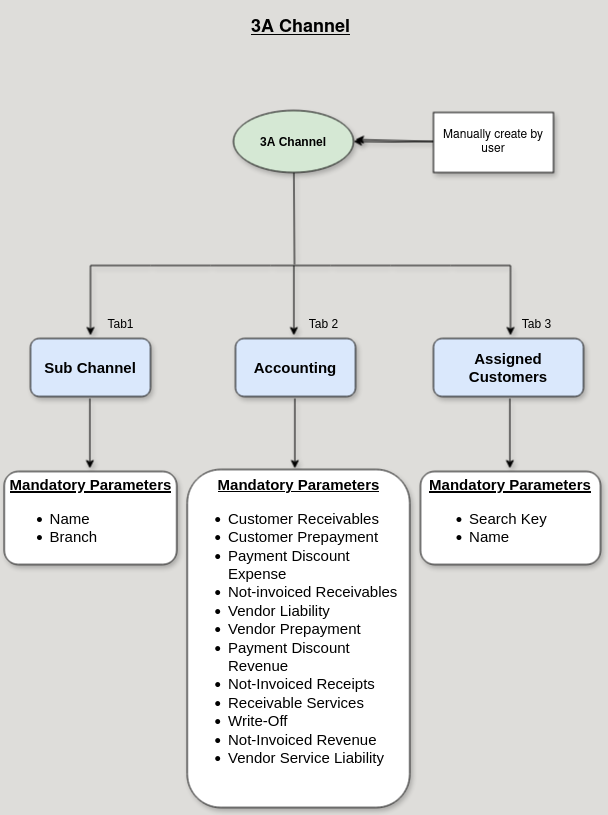 3A Channel
3A Channel
Manually create by
user
Tab1
Tab 2
Tab 3
Sub Channel
Accounting
Assigned
Customers
Mandatory Parameters
• Name
• Branch
Mandatory Parameters
• Customer Receivables
• Customer Prepayment
• Payment Discount
Expense
• Not-invoiced Receivables
• Vendor Liability
• Vendor Prepayment
• Payment Discount
Revenue
• Not-Invoiced Receipts
• Receivable Services
• Write-Off
• Not-Invoiced Revenue
• Vendor Service Liability
Mandatory Parameters
• Search Key
• Name